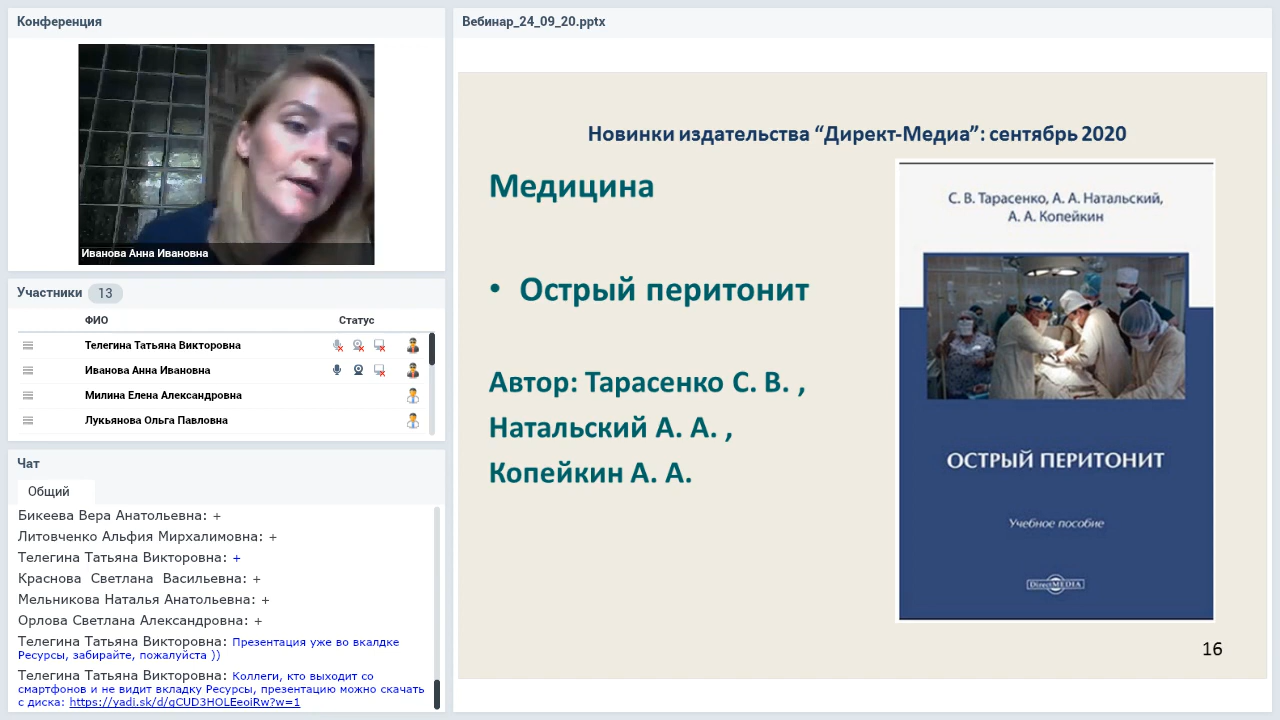 Конференция
Иванова Анна Ивановна
Участники 13
ФИО Статус
Телегина Татьяна Викторовна
Иванова Анна Ивановна
Милина Елена Александровна
Лукьянова Ольга Павловна
Чат
Общий
Бикеева Вера Анатольевна: +
Литовченко Альфия Мирхалимовна: +
Телегина Татьяна Викторовна: +
Краснова Светлана Васильевна: +
Мельникова Наталья Анатольевна: +
Орлова Светлана Александровна: +
Телегина Татьяна Викторовна: Презентация уже во вкалдке
Ресурсы, забирайте, пожалуйста ))
Телегина Татьяна Викторовна: Коллеги, кто выходит со
смартфонов и не видит вкладку Ресурсы, презентацию можно скачать
с диска: https://yadi.sk/d/gCUD3HOLEeoiRw?w=1
Вебинар_24_09_20.pptx
Новинки издательства “Директ-Медиа”: сентябрь 2020
Медицина
• Острый перитонит
Автор: Тарасенко С. В. ,
Натальский А. А. ,
Копейкин А. А.
С. В. Тарасенко, А. А. Натальский,
А. А. Копейкин
ОСТРЫЙ ПЕРИТОНИТ
Учебное пособие
DirectMEDIA
16